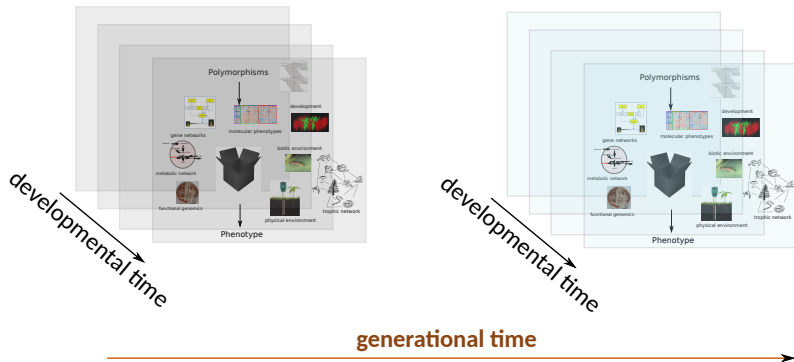 Polymorphisms
development
gene networks
molecular phenotypes
biotic environment
metabolic network
functional genomics
physical environment
trophic network
Phenotype
developmental time
Polymorphisms
development
gene networks
molecular phenotypes
biotic environment
metabolic network
functional genomics
physical environment
trophic network
Phenotype
developmental time
generational time